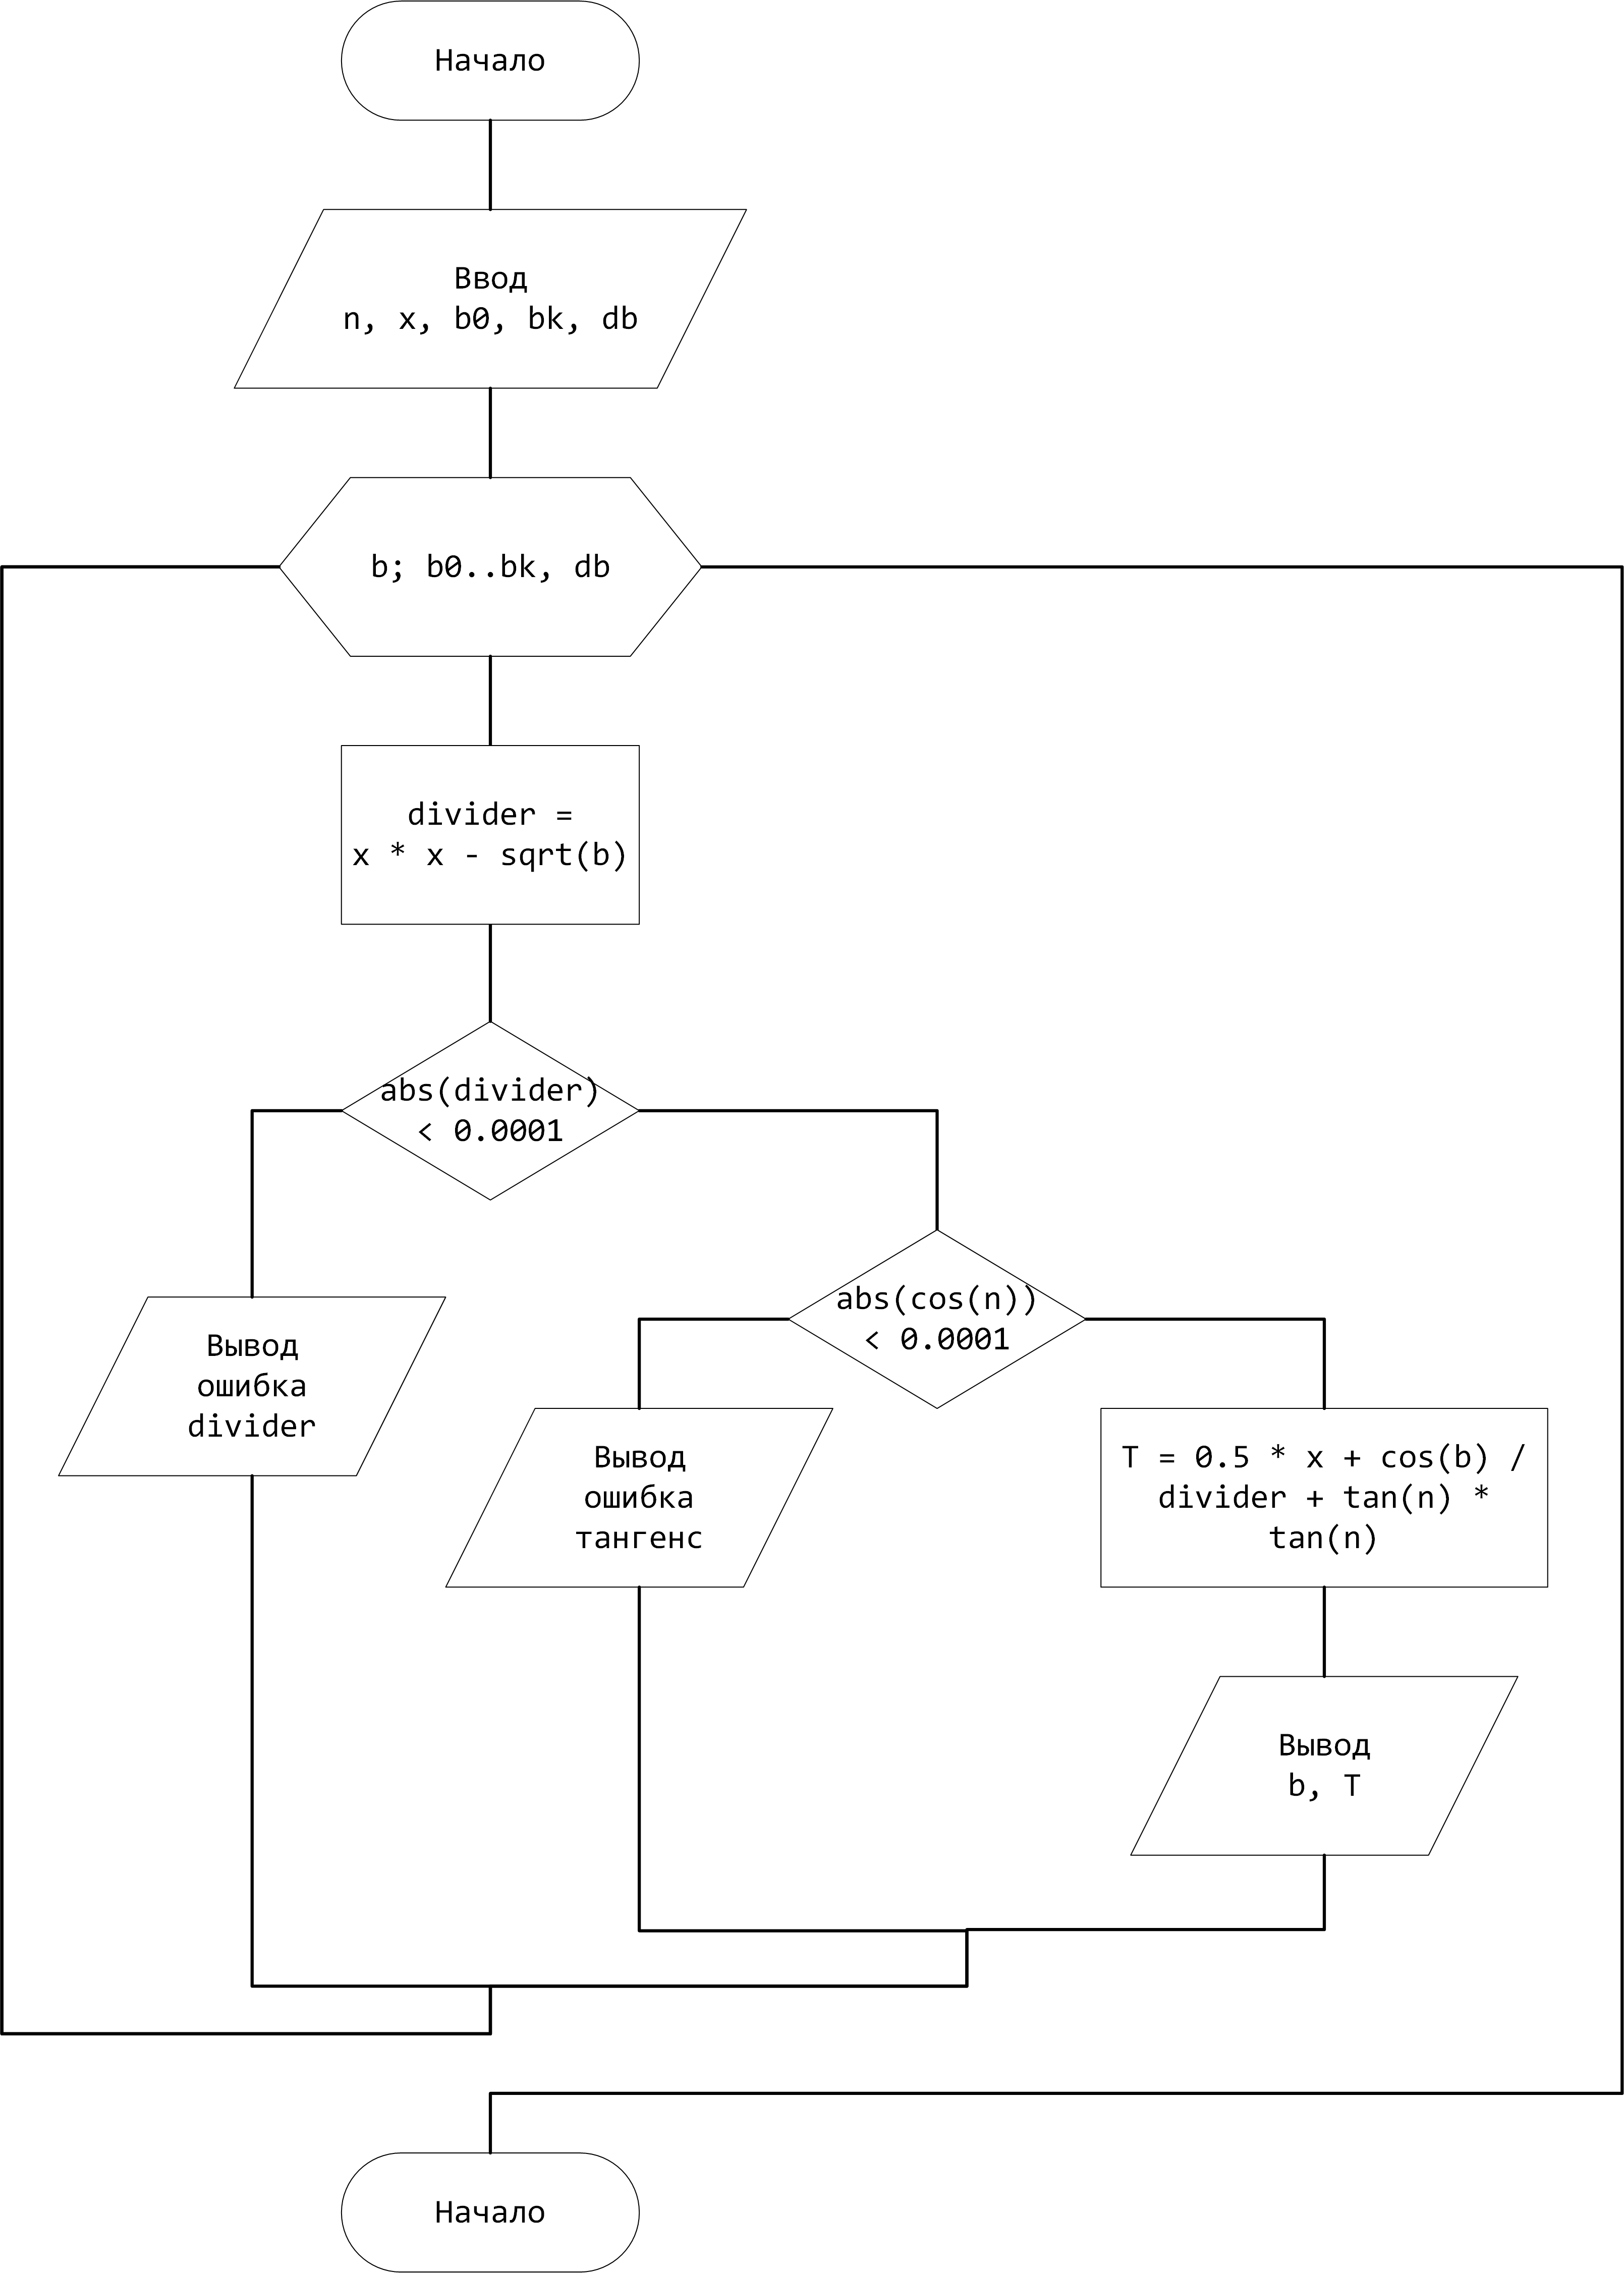 Начало
Ввод
n, x, b0, bk, db
b; b0..bk, db
divider =
x * x - sqrt(b)
abs(divider)
< 0.0001
abs(cos(n))
< 0.0001
Вывод
ошибка
divider
Вывод
ошибка
тангенс
T = 0.5 * x + cos(b) /
divider + tan(n) *
tan(n)
Вывод
b, T
Начало